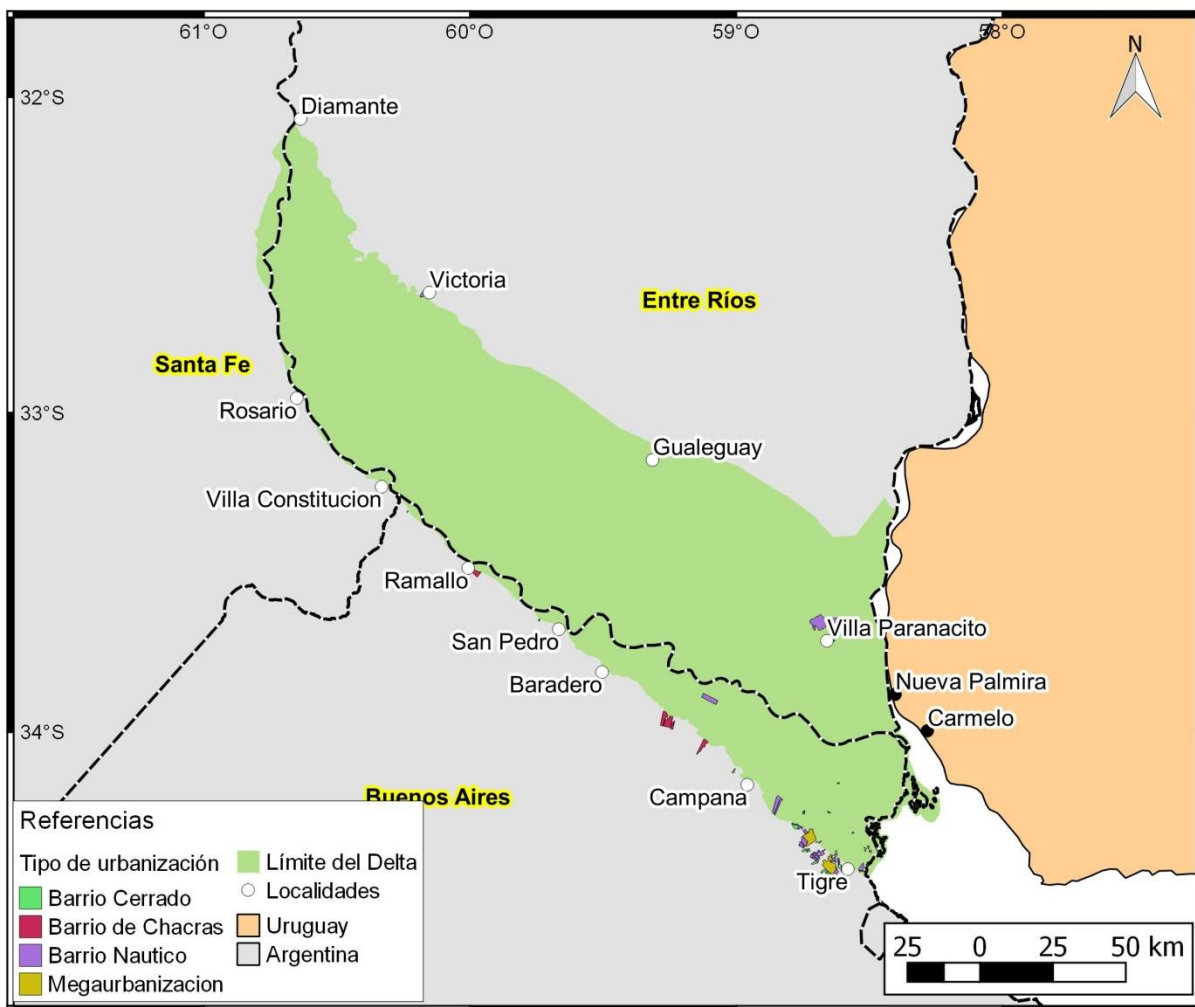 61°O 60°O 59°O 58°O
N
32°S
Diamante
Victoria
Entre Ríos
Santa Fe
33°S
Rosario
Gualeguay
Villa Constitucion
Ramallo
San Pedro
Villa Paranacito
Baradero
Nueva Palmira
Carmelo
34°S
Campana
Buenos Aires
Tigre
Referencias
Tipo de urbanización
Barrio Cerrado
Barrio de Chacras
Barrio Nautico
Megaurbanizacion
Límite del Delta
Localidades
Uruguay
Argentina
25 0 25 50 km